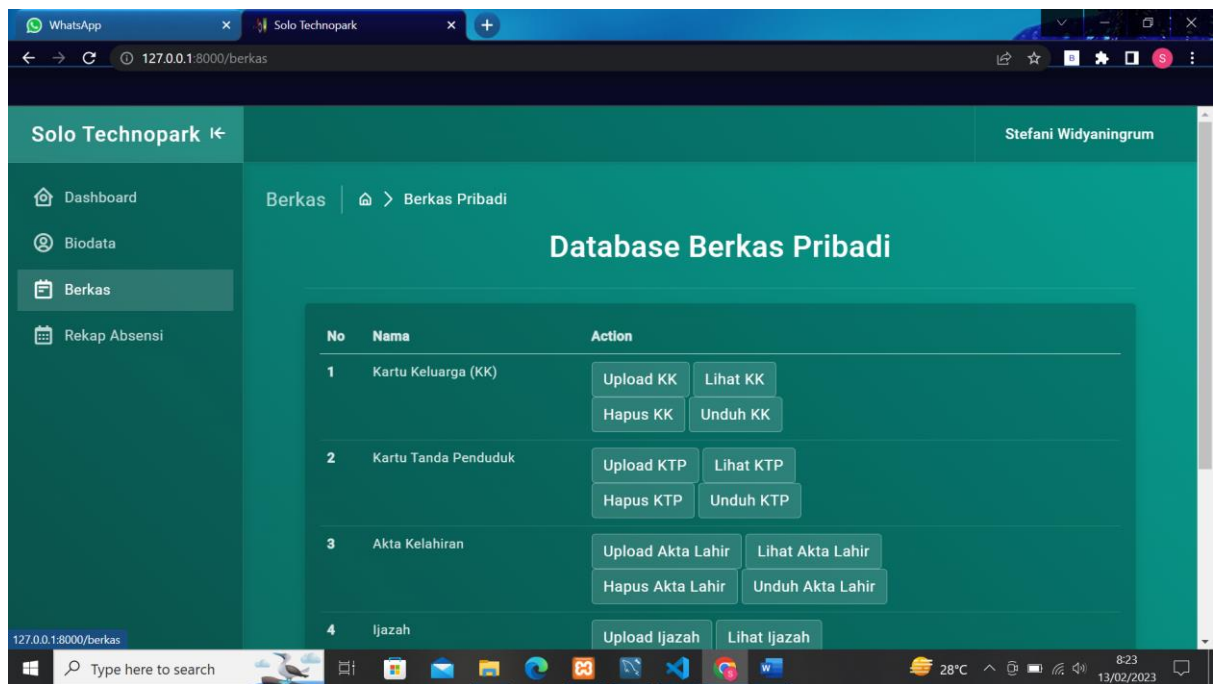 WhatsApp
Solo Technopark
127.0.0.1:8000/berkas
B
S
Solo Technopark
Stefani Widyaningrum
Dashboard
Biodata
Berkas
Rekap Absensi
Berkas
Berkas Pribadi
Database Berkas Pribadi
No Nama Action
1 Kartu Keluarga (KK) Upload KK Lihat KK
Hapus KK Unduh KK
2 Kartu Tanda Penduduk Upload KTP Lihat KTP
Hapus KTP Unduh KTP
3 Akta Kelahiran Upload Akta Lahir Lihat Akta Lahir
Hapus Akta Lahir Unduh Akta Lahir
4 Ijazah Upload Ijazah Lihat Ijazah
127.0.0.1:8000/berkas
Type here to search
28°C
8:23
13/02/2023